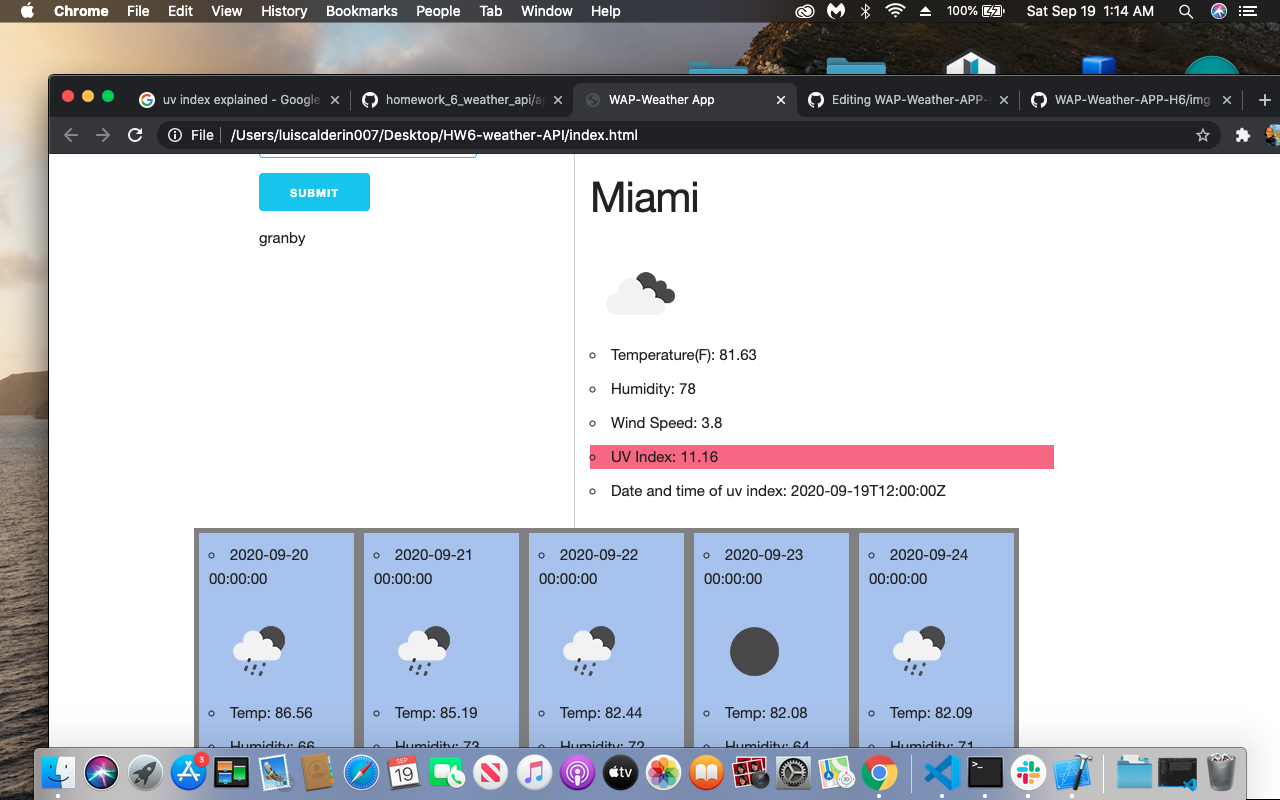 Chrome File Edit View History Bookmarks People Tab Window Help 100% Sat Sep 19 1:14 AM
uv index explained - Google
homework_6_weather_api/a
WAP-Weather App
Editing WAP-Weather-APP-
WAP-Weather-APP-H6/img
File /Users/luiscalderin007/Desktop/HW6-weather-API/index.html
SUBMIT
granby
Miami
Temperature(F): 81.63
Humidity: 78
Wind Speed: 3.8
UV Index: 11.16
Date and time of uv index: 2020-09-19T12:00:00Z
2020-09-20
00:00:00
Temp: 86.56
Humidity: 66
2020-09-21
00:00:00
Temp: 85.19
Humidity: 73
2020-09-22
00:00:00
Temp: 82.44
Humidity: 72
2020-09-23
00:00:00
Temp: 82.08
Humidity: 64
2020-09-24
00:00:00
Temp: 82.09
Humidity: 71
3
SEP
19
tv